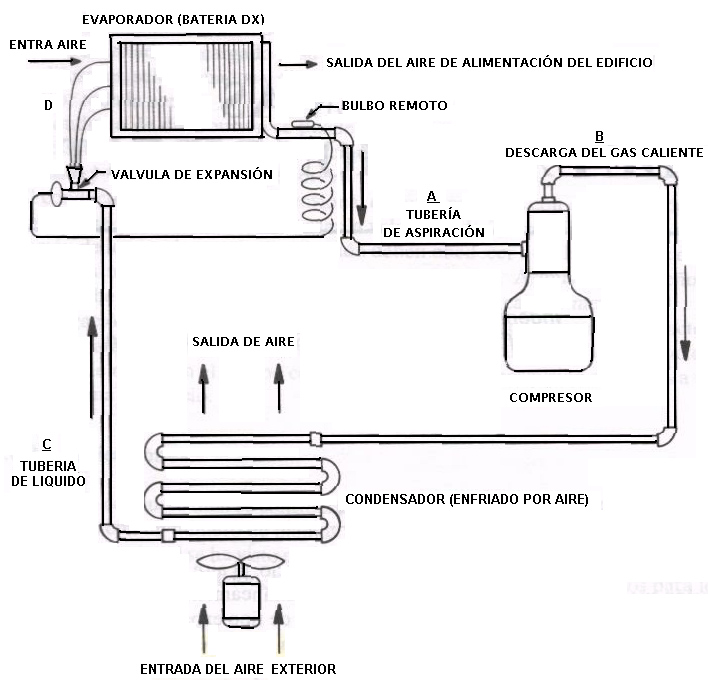 EVAPORADOR (BATERIA DX)
ENTRA AIRE
SALIDA DEL AIRE DE ALIMENTACIÓN DEL EDIFICIO
D
BULBO REMOTO
B
DESCARGA DEL GAS CALIENTE
VALVULA DE EXPANSIÓN
A
TUBERÍA
DE ASPIRACIÓN
SALIDA DE AIRE
COMPRESOR
C
TUBERIA
DE LIQUIDO
CONDENSADOR (ENFRIADO POR AIRE)
ENTRADA DEL AIRE EXTERIOR